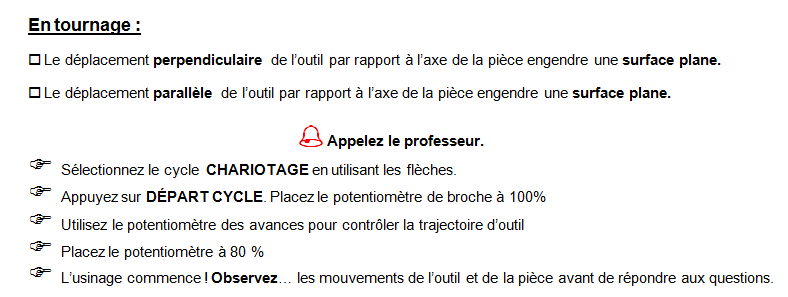 En tournage :
□ Le déplacement perpendiculaire de l'outil par rapport à l'axe de la pièce engendre une surface plane.
□ Le déplacement parallèle de l'outil par rapport à l'axe de la pièce engendre une surface plane.
Appelez le professeur.
☞ Sélectionnez le cycle CHARIOTAGE en utilisant les flèches.
☞ Appuyez sur DÉPART CYCLE. Placez le potentiomètre de broche à 100%
☞ Utilisez le potentiomètre des avances pour contrôler la trajectoire d'outil
☞ Placez le potentiomètre à 80 %
☞ L'usinage commence ! Observez… les mouvements de l'outil et de la pièce avant de répondre aux questions.